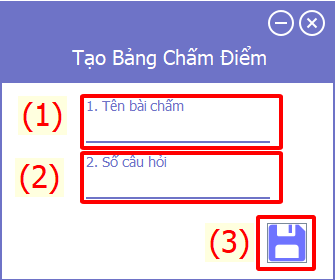 Tạo Bảng Chấm Điểm
(1) 1. Tên bài chấm
(2) 2. Số câu hỏi
(3)